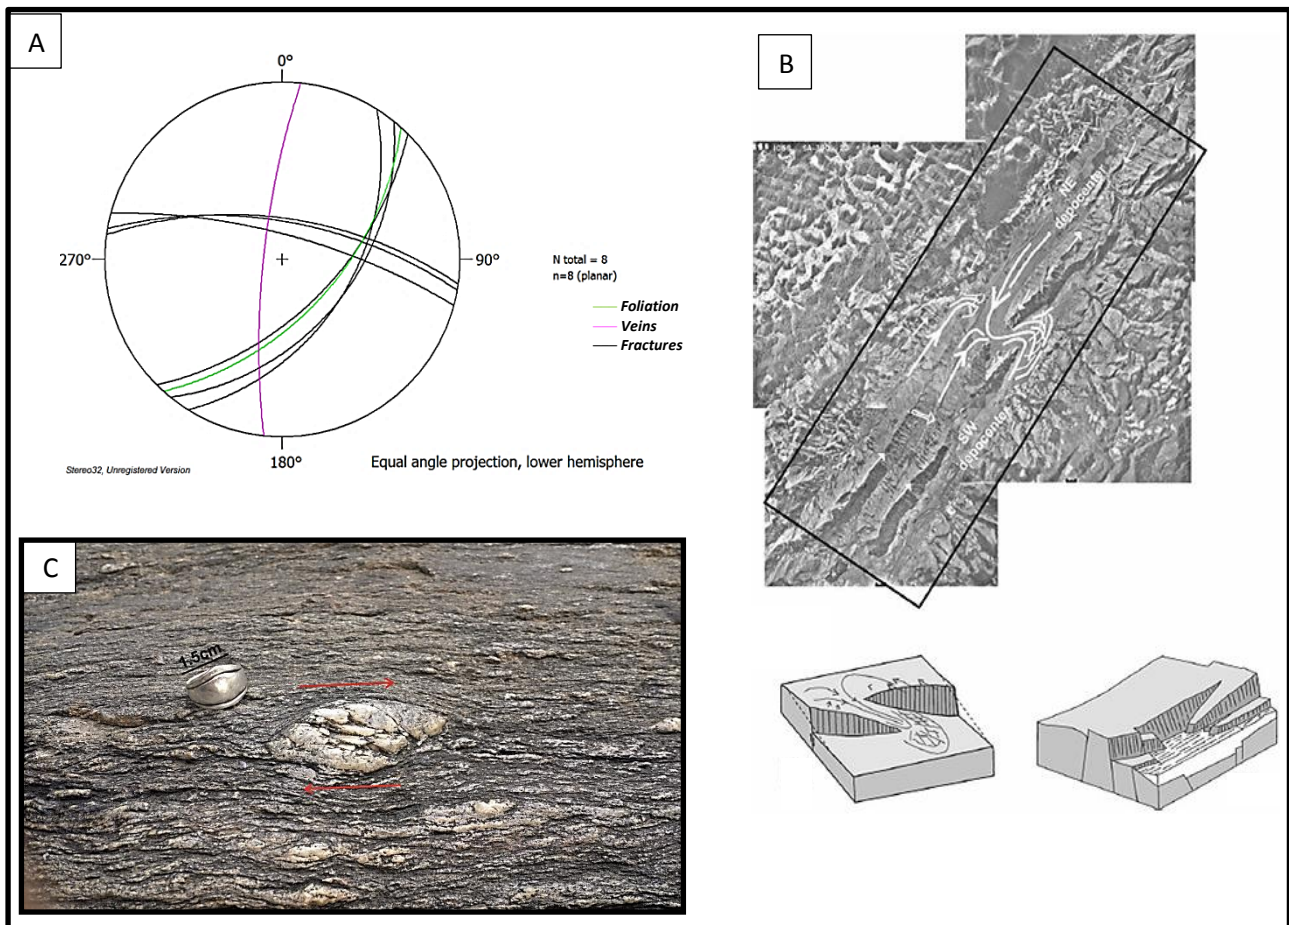 A
0°
270°
90°
180°
N total = 8
n=8 (planar)
Foliation
Veins
Fractures
Stereo32, Unregistered Version
Equal angle projection, lower hemisphere
B
NE
depocenter
SW
depocenter
C
1.5cm